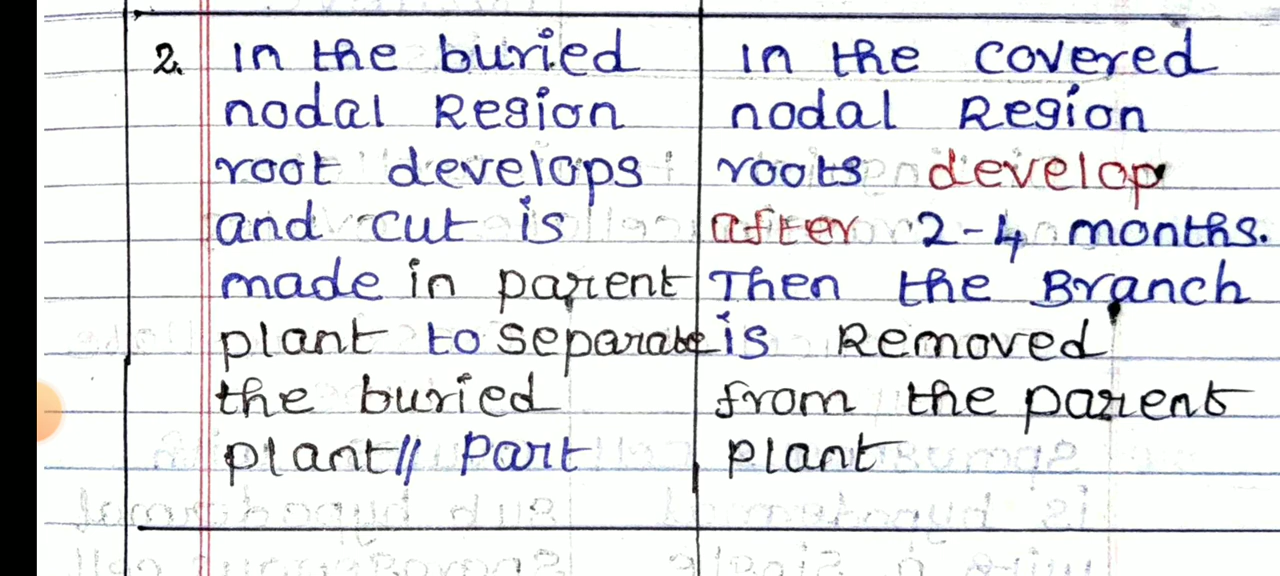 2. In the buried
nodal Region
root develops
and cut is
made in parent
plant to separate
the buried
plant// Part
In the covered
nodal Region
roots develop
after 2-4 months.
Then the Branch
is Removed
from the parent
plant